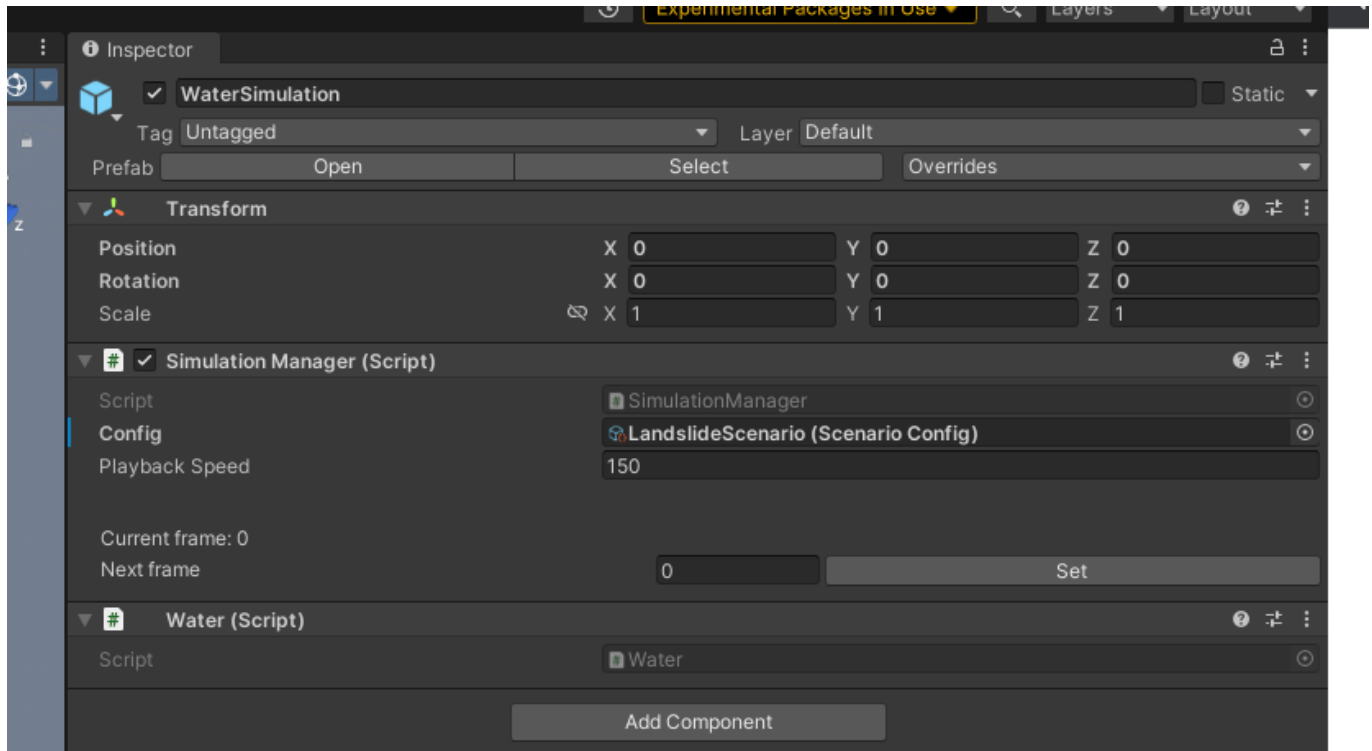 Experimental Packages In Use Layers Layout
Inspector
WaterSimulation Static
Tag Untagged Layer Default
Prefab Open Select Overrides
Transform
Position X 0 Y 0 Z 0
Rotation X 0 Y 0 Z 0
Scale X 1 Y 1 Z 1
# Simulation Manager (Script)
Script # SimulationManager
Config LandslideScenario (Scenario Config)
Playback Speed 150
Current frame: 0
Next frame 0 Set
# Water (Script)
Script # Water
Add Component
z